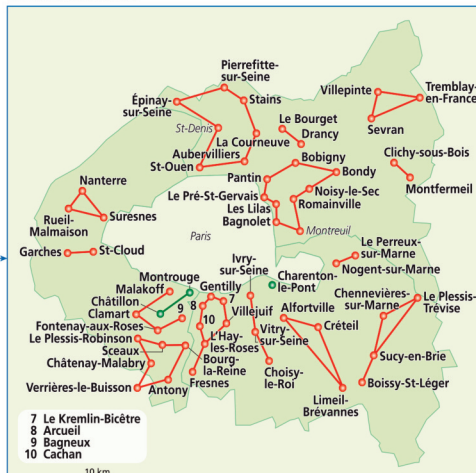 Pierrefitte-
sur-Seine
Villepinte
Tremblay-
en-France
Épinay-
sur-Seine
Stains
Le Bourget
St-Denis
Drancy
Sevran
La Courneuve
Clichy-sous-Bois
Aubervilliers
Bobigny
St-Ouen
Bondy
Pantin
Montfermeil
Nanterre
Noisy-le-Sec
Le Pré-St-Gervais
Romainville
Les Lilas
Rueil-
Malmaison
Suresnes
Bagnolet
Montreuil
Paris
Le Perreux-
sur-Marne
Garches
St-Cloud
Ivry-
sur-Seine
Nogent-sur-Marne
Montrouge
Charenton-
le-Pont
Malakoff
Gentilly
Chennevières-
sur-Marne
Le Plessis-
Trévise
Châtillon
Villejuif
Alfortville
Clamart
9
8
7
Fontenay-aux-Roses
10
Vitry-
sur-Seine
Créteil
Le Plessis-Robinson
L'Hay-
les-Roses
Sceaux
Sucy-en-Brie
Châtenay-Malabry
Bourg-
la-Reine
Choisy-
le-Roi
Verrières-le-Buisson
Antony
Fresnes
Limeil-
Brévannes
Boissy-St-Léger
7 Le Kremlin-Bicêtre
8 Arcueil
9 Bagneux
10 Cachan
10 km